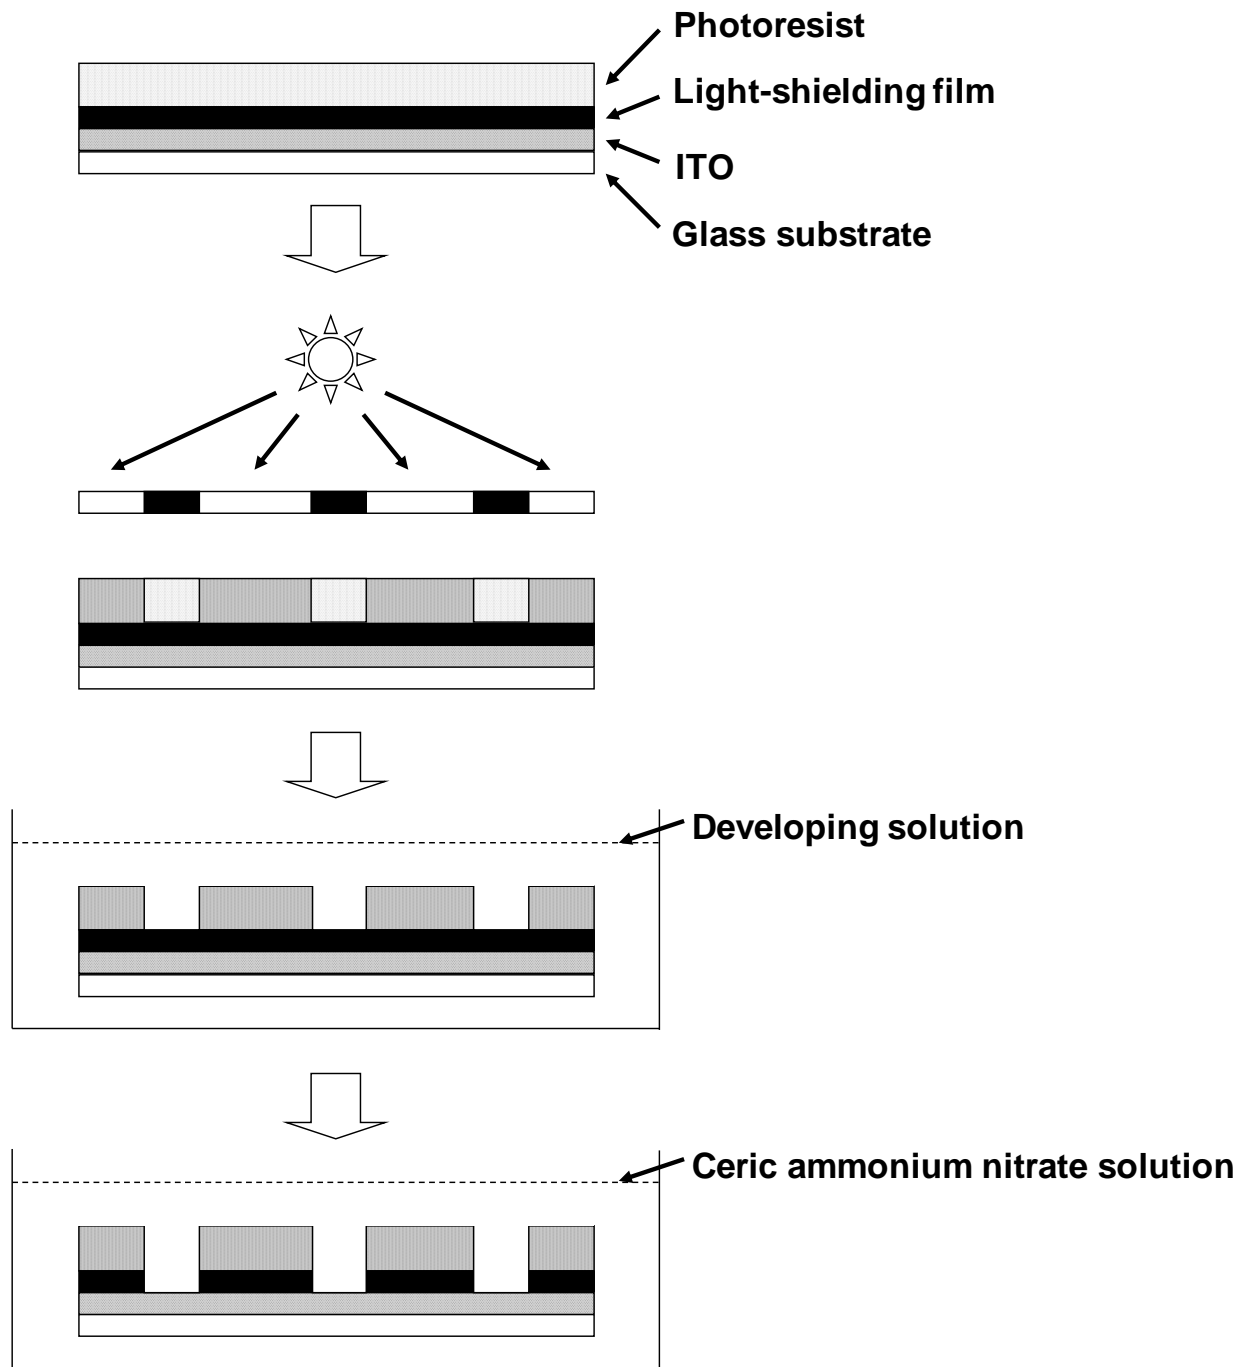 Photoresist
Light-shielding film
ITO
Glass substrate
Developing solution
Ceric ammonium nitrate solution